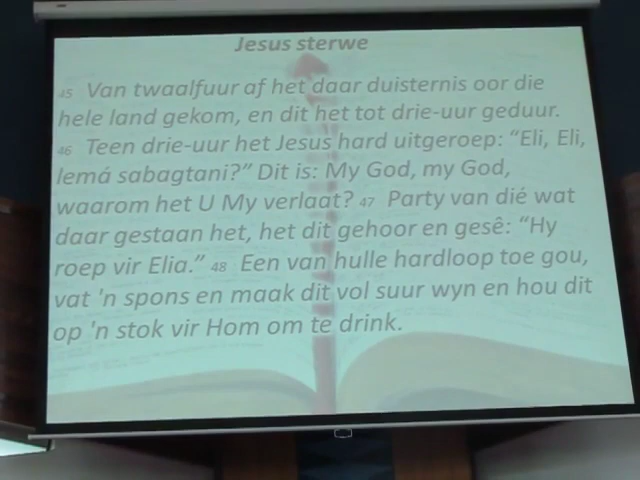 Jesus sterwe
45 Van twaalfuur af het daar duisternis oor die
hele land gekom, en dit het tot drie-uur geduur.
46 Teen drie-uur het Jesus hard uitgeroep: “Eli, Eli,
lemá sabagtani?” Dit is: My God, my God,
waarom het U My verlaat? 47 Party van dié wat
daar gestaan het, het dit gehoor en gesê: “Hy
roep vir Elia.” 48 Een van hulle hardloop toe gou,
vat 'n spons en maak dit vol suur wyn en hou dit
op 'n stok vir Hom om te drink.